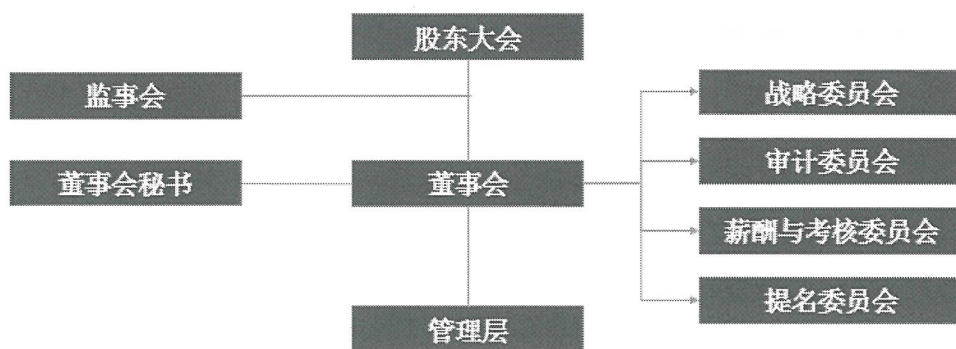 股东大会
监事会
战略委员会
审计委员会
董事会秘书
董事会
薪酬与考核委员会
提名委员会
管理层